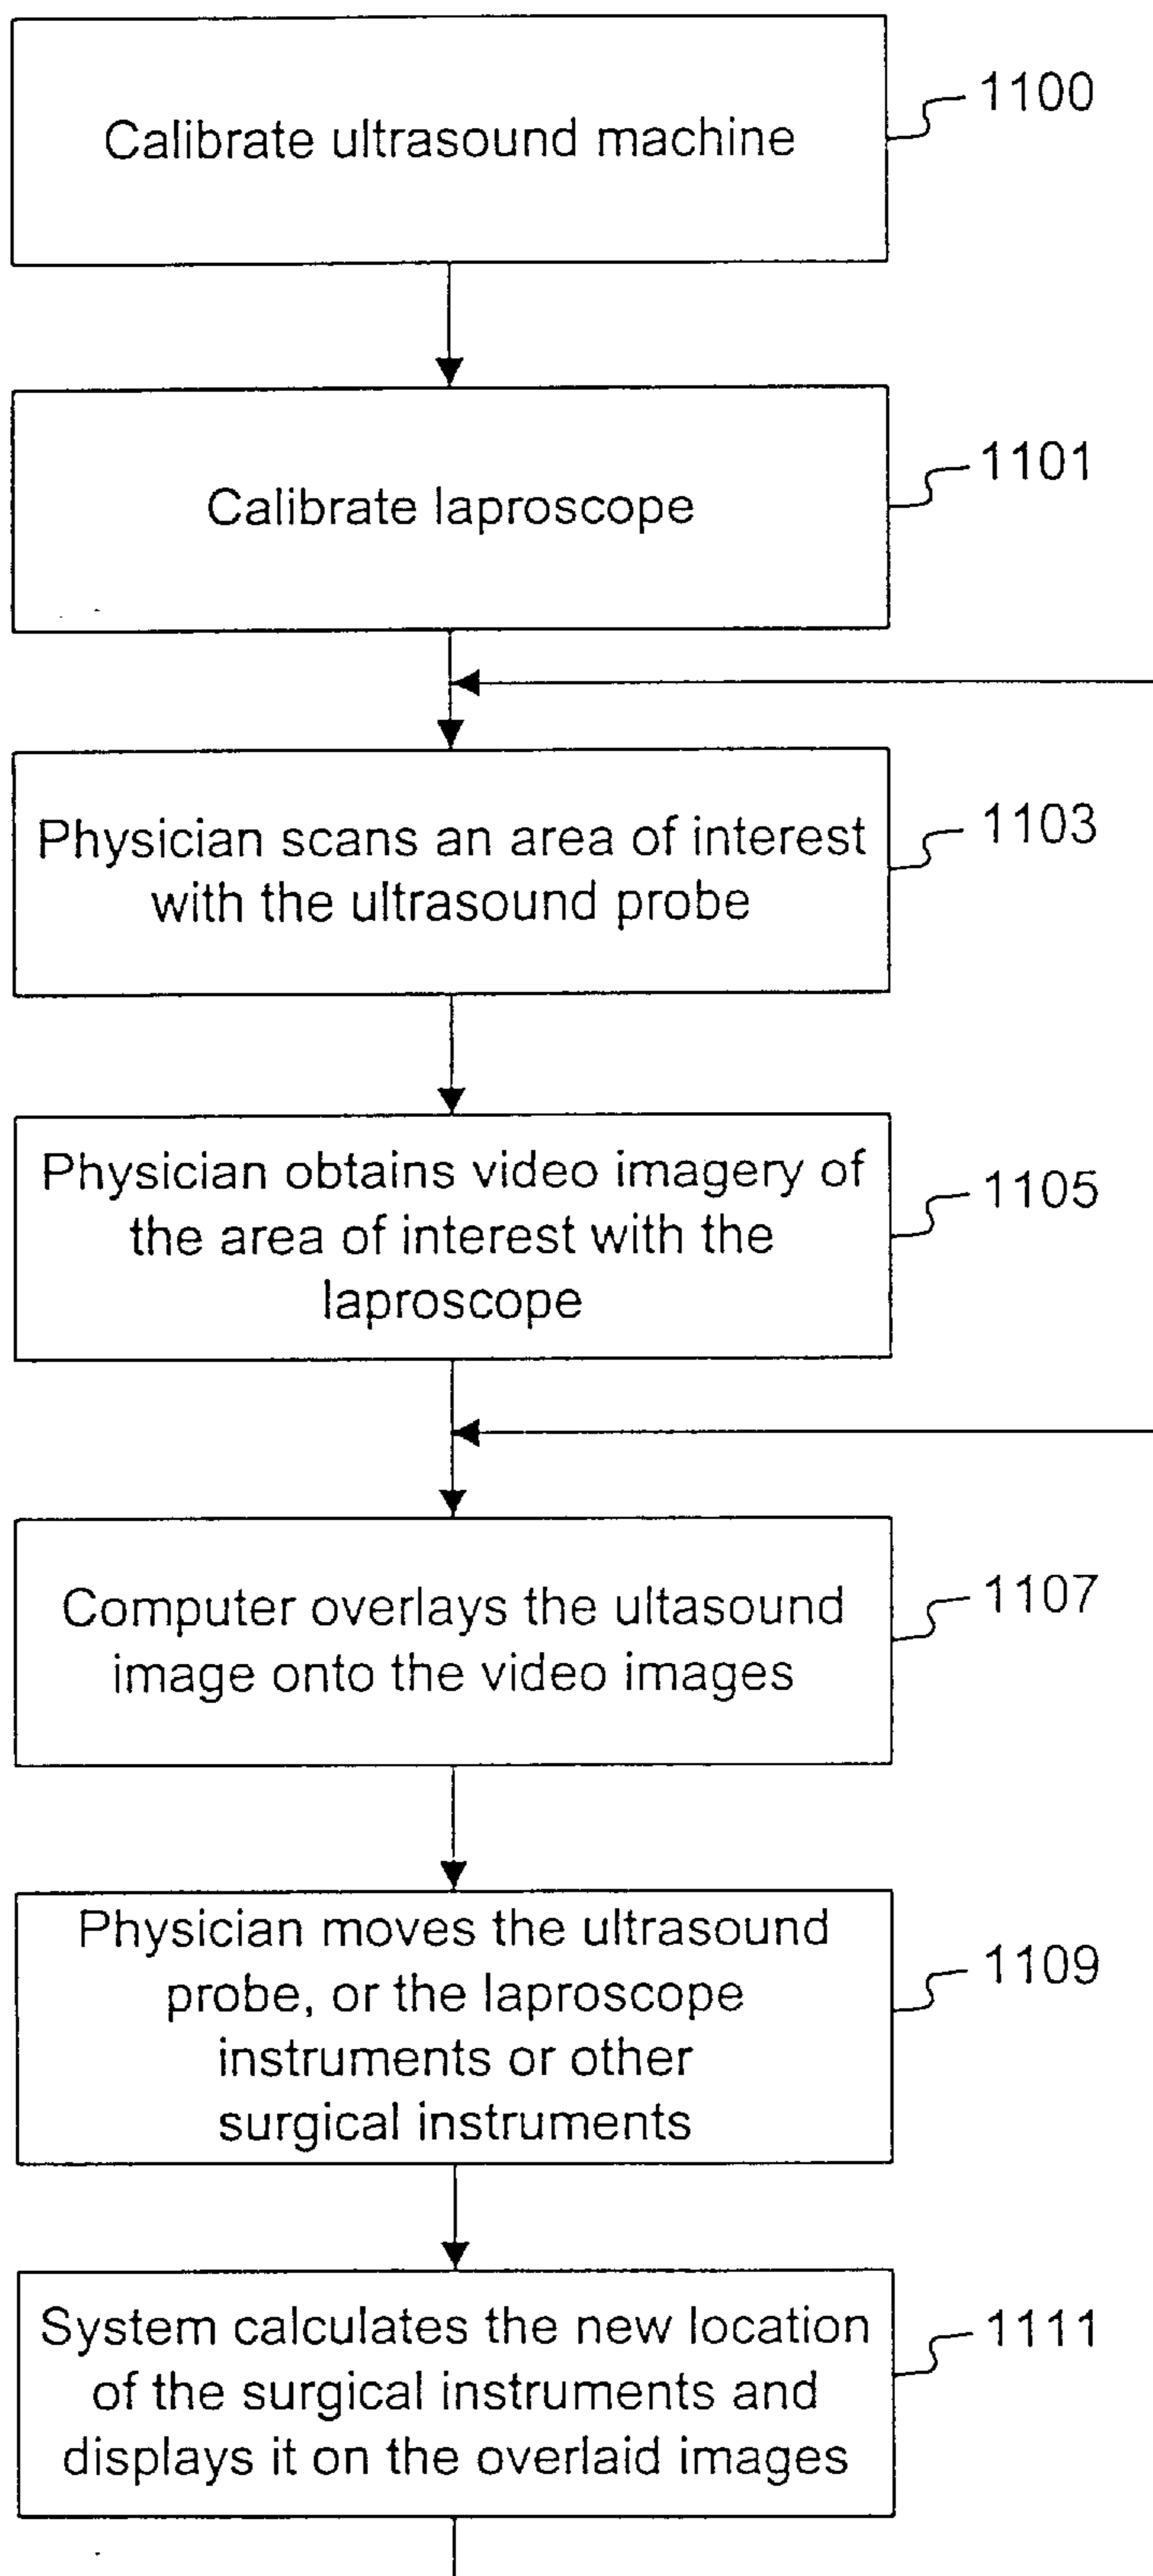 Calibrate ultrasound machine
1100
Calibrate laproscope
1101
Physician scans an area of interest
with the ultrasound probe
1103
Physician obtains video imagery of
the area of interest with the
laproscope
1105
Computer overlays the ultasound
image onto the video images
1107
Physician moves the ultrasound
probe, or the laproscope
instruments or other
surgical instruments
1109
System calculates the new location
of the surgical instruments and
displays it on the overlaid images
1111